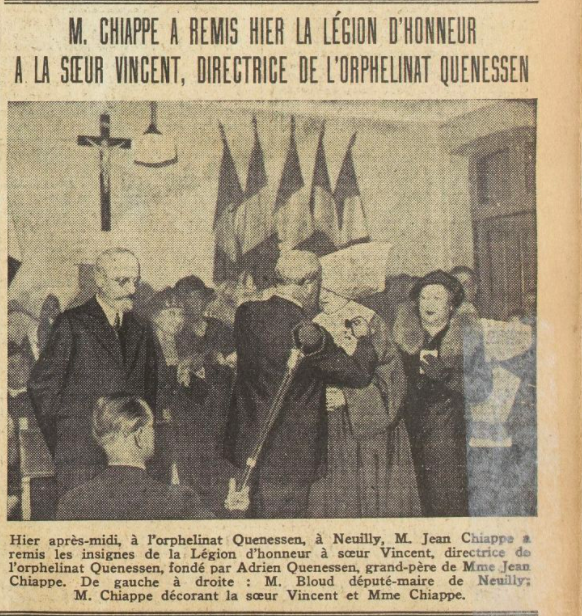 M. CHIAPPE A REMIS HIER LA LÉGION D'HONNEUR
A LA SŒUR VINCENT, DIRECTRICE DE L'ORPHELINAT QUENESSEN
Hier après-midi, à l'orphelinat Quenessen, à Neuilly, M. Jean Chiappe a
remis les insignes de la Légion d'honneur à sœur Vincent, directrice de
l'orphelinat Quenessen, fondé par Adrien Quenessen, grand-père de Mme Jean
Chiappe. De gauche à droite : M. Bloud député-maire de Neuilly;
M. Chiappe décorant la sœur Vincent et Mme Chiappe.